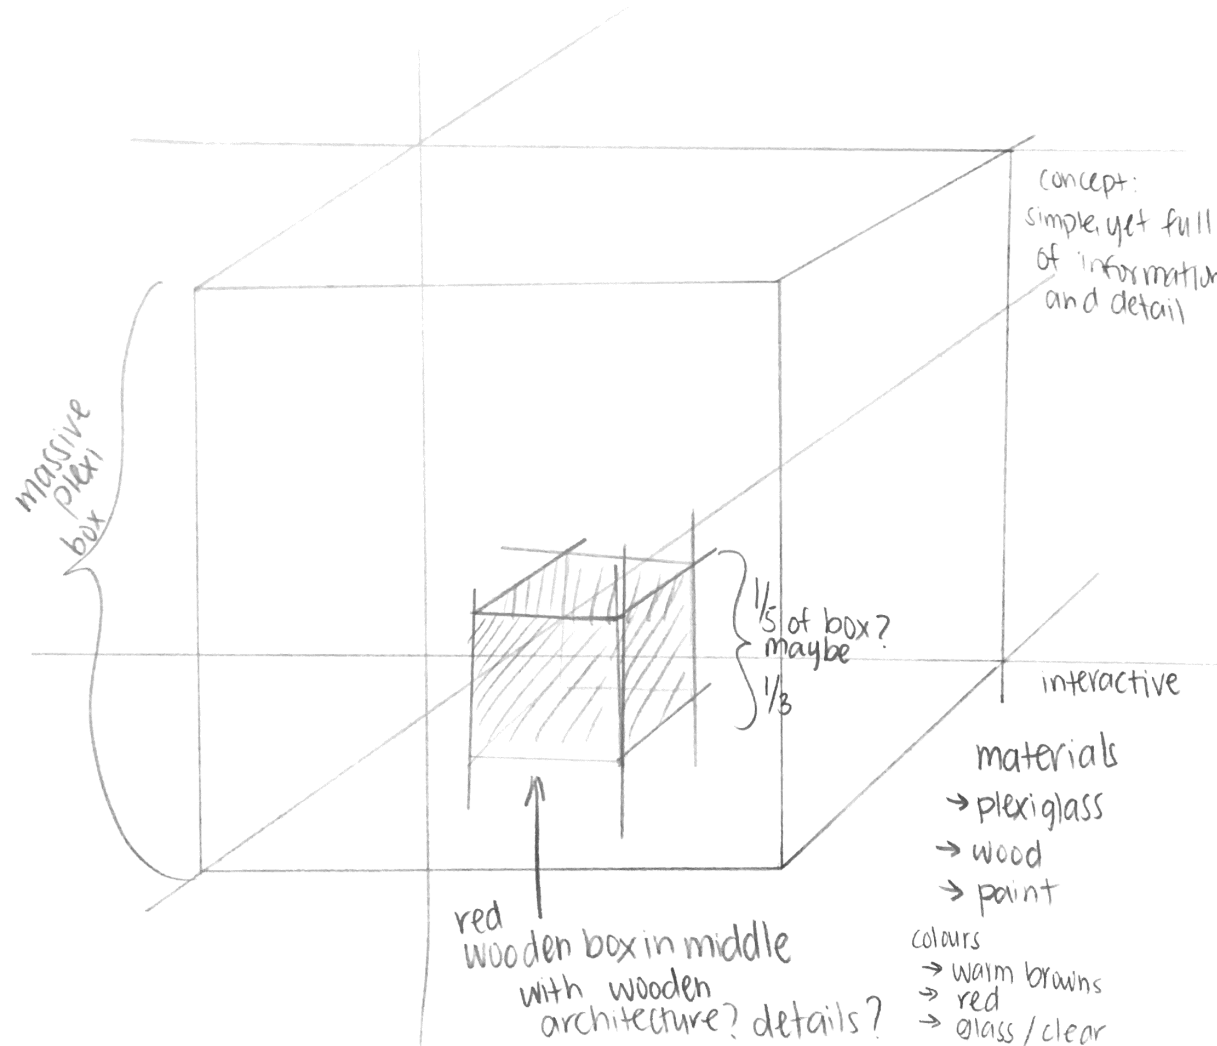 concept:
simple, yet full
of information
and detail
massive
plexi
box
1/5 of box?
maybe
1/3
interactive
materials
→ plexiglass
→ wood
→ paint
red
wooden box in middle
with wooden
architecture? details?
colours
→ warm browns
→ red
→ glass/clear